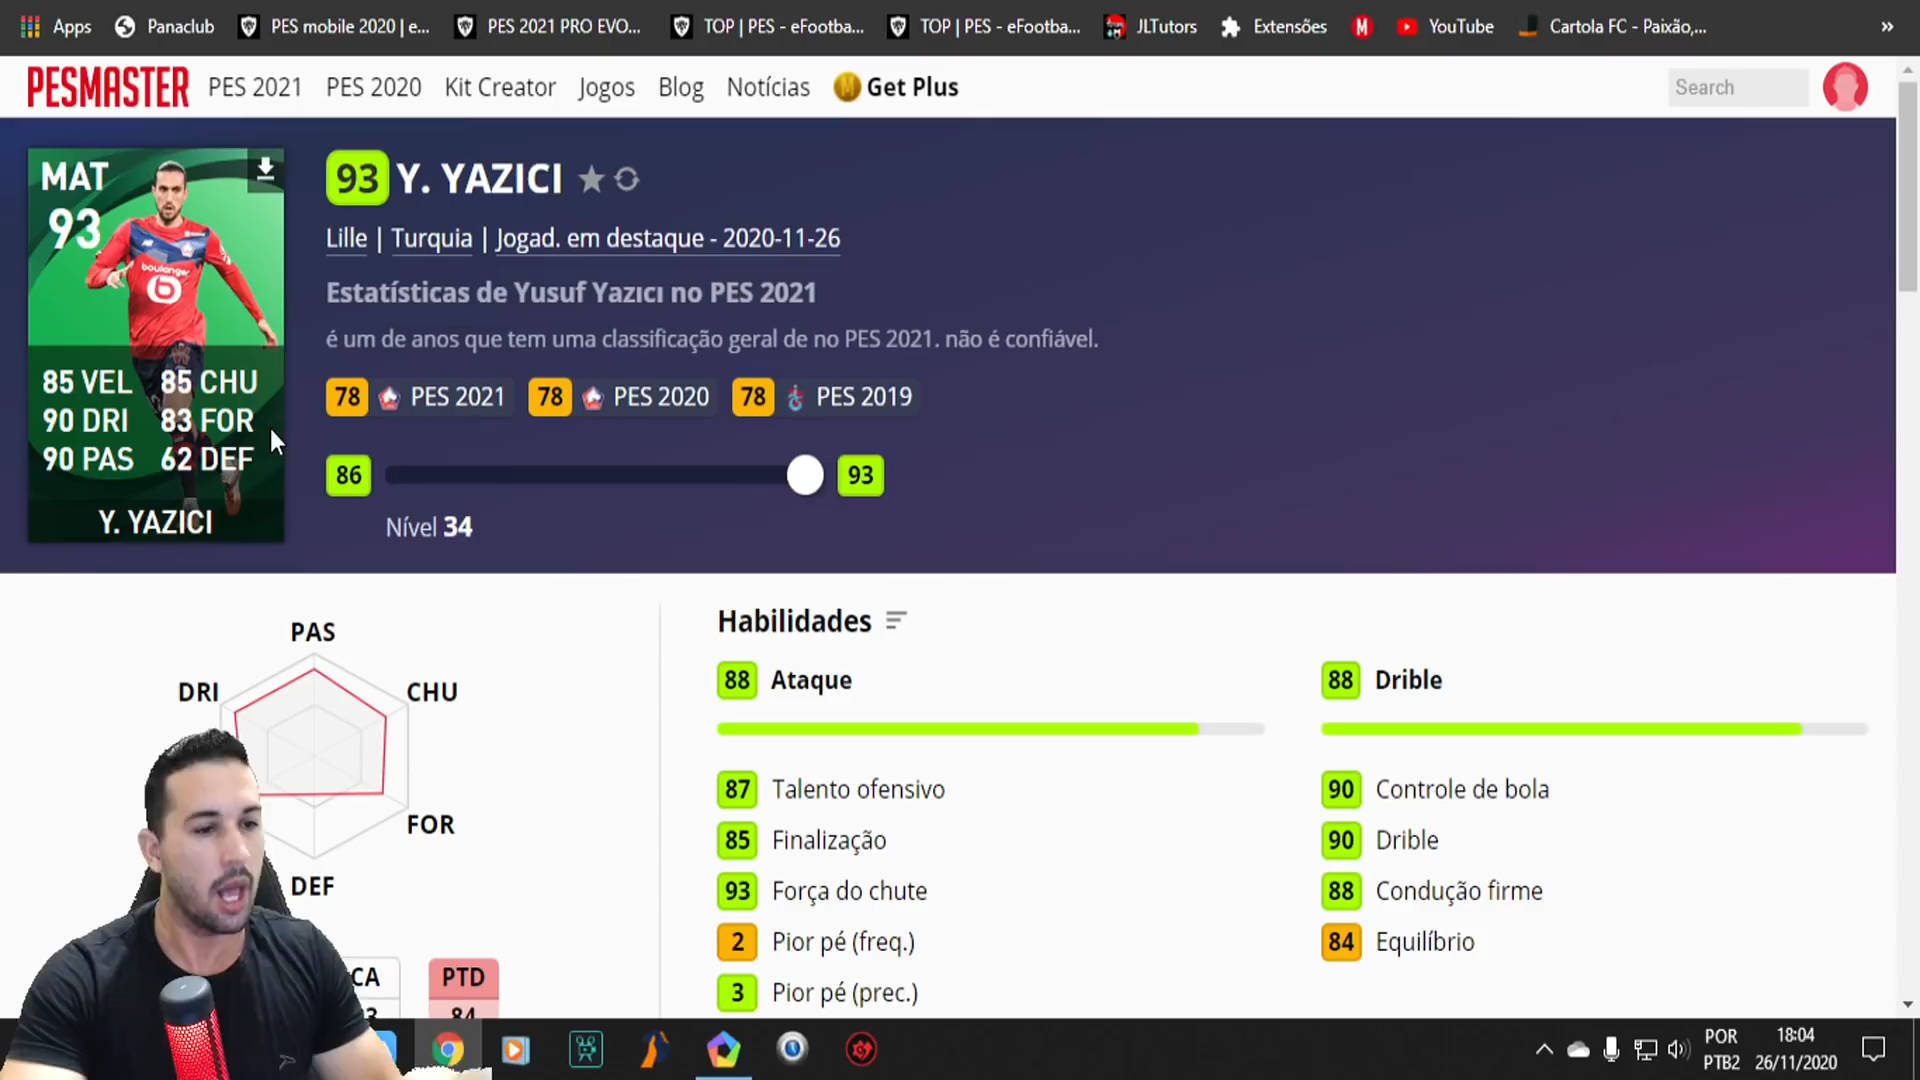 Apps Panaclub PES mobile 2020 | e... PES 2021 PRO EVO... TOP | PES - eFootba... TOP | PES - eFootba... JLTutors Extensões M YouTube Cartola FC - Paixão,... »
PESMASTER PES 2021 PES 2020 Kit Creator Jogos Blog Notícias M Get Plus Search
MAT
93
boulanger
b
85 VEL 85 CHU
90 DRI 83 FOR
90 PAS 62 DEF
Y. YAZICI
93 Y. YAZICI
Lille | Turquia | Jogad. em destaque - 2020-11-26
Estatísticas de Yusuf Yazıcı no PES 2021
é um de anos que tem uma classificação geral de no PES 2021. não é confiável.
78 PES 2021 78 PES 2020 78 PES 2019
86 93
Nível 34
PAS
DRI CHU
FOR
DEF
CA PTD
84
Habilidades
88 Ataque
87 Talento ofensivo
85 Finalização
93 Força do chute
2 Pior pé (freq.)
3 Pior pé (prec.)
88 Drible
90 Controle de bola
90 Drible
88 Condução firme
84 Equilíbrio
POR 18:04
PTB2 26/11/2020